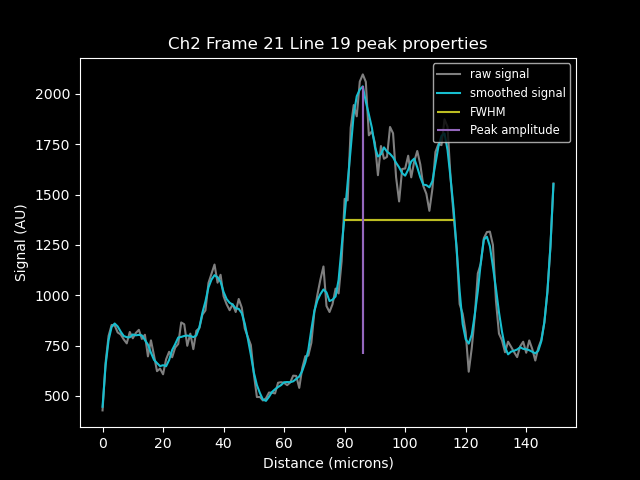 Ch2 Frame 21 Line 19 peak properties
raw signal
smoothed signal
FWHM
Peak amplitude
Signal (AU)
2000
1750
1500
1250
1000
750
500
0 20 40 60 80 100 120 140
Distance (microns)